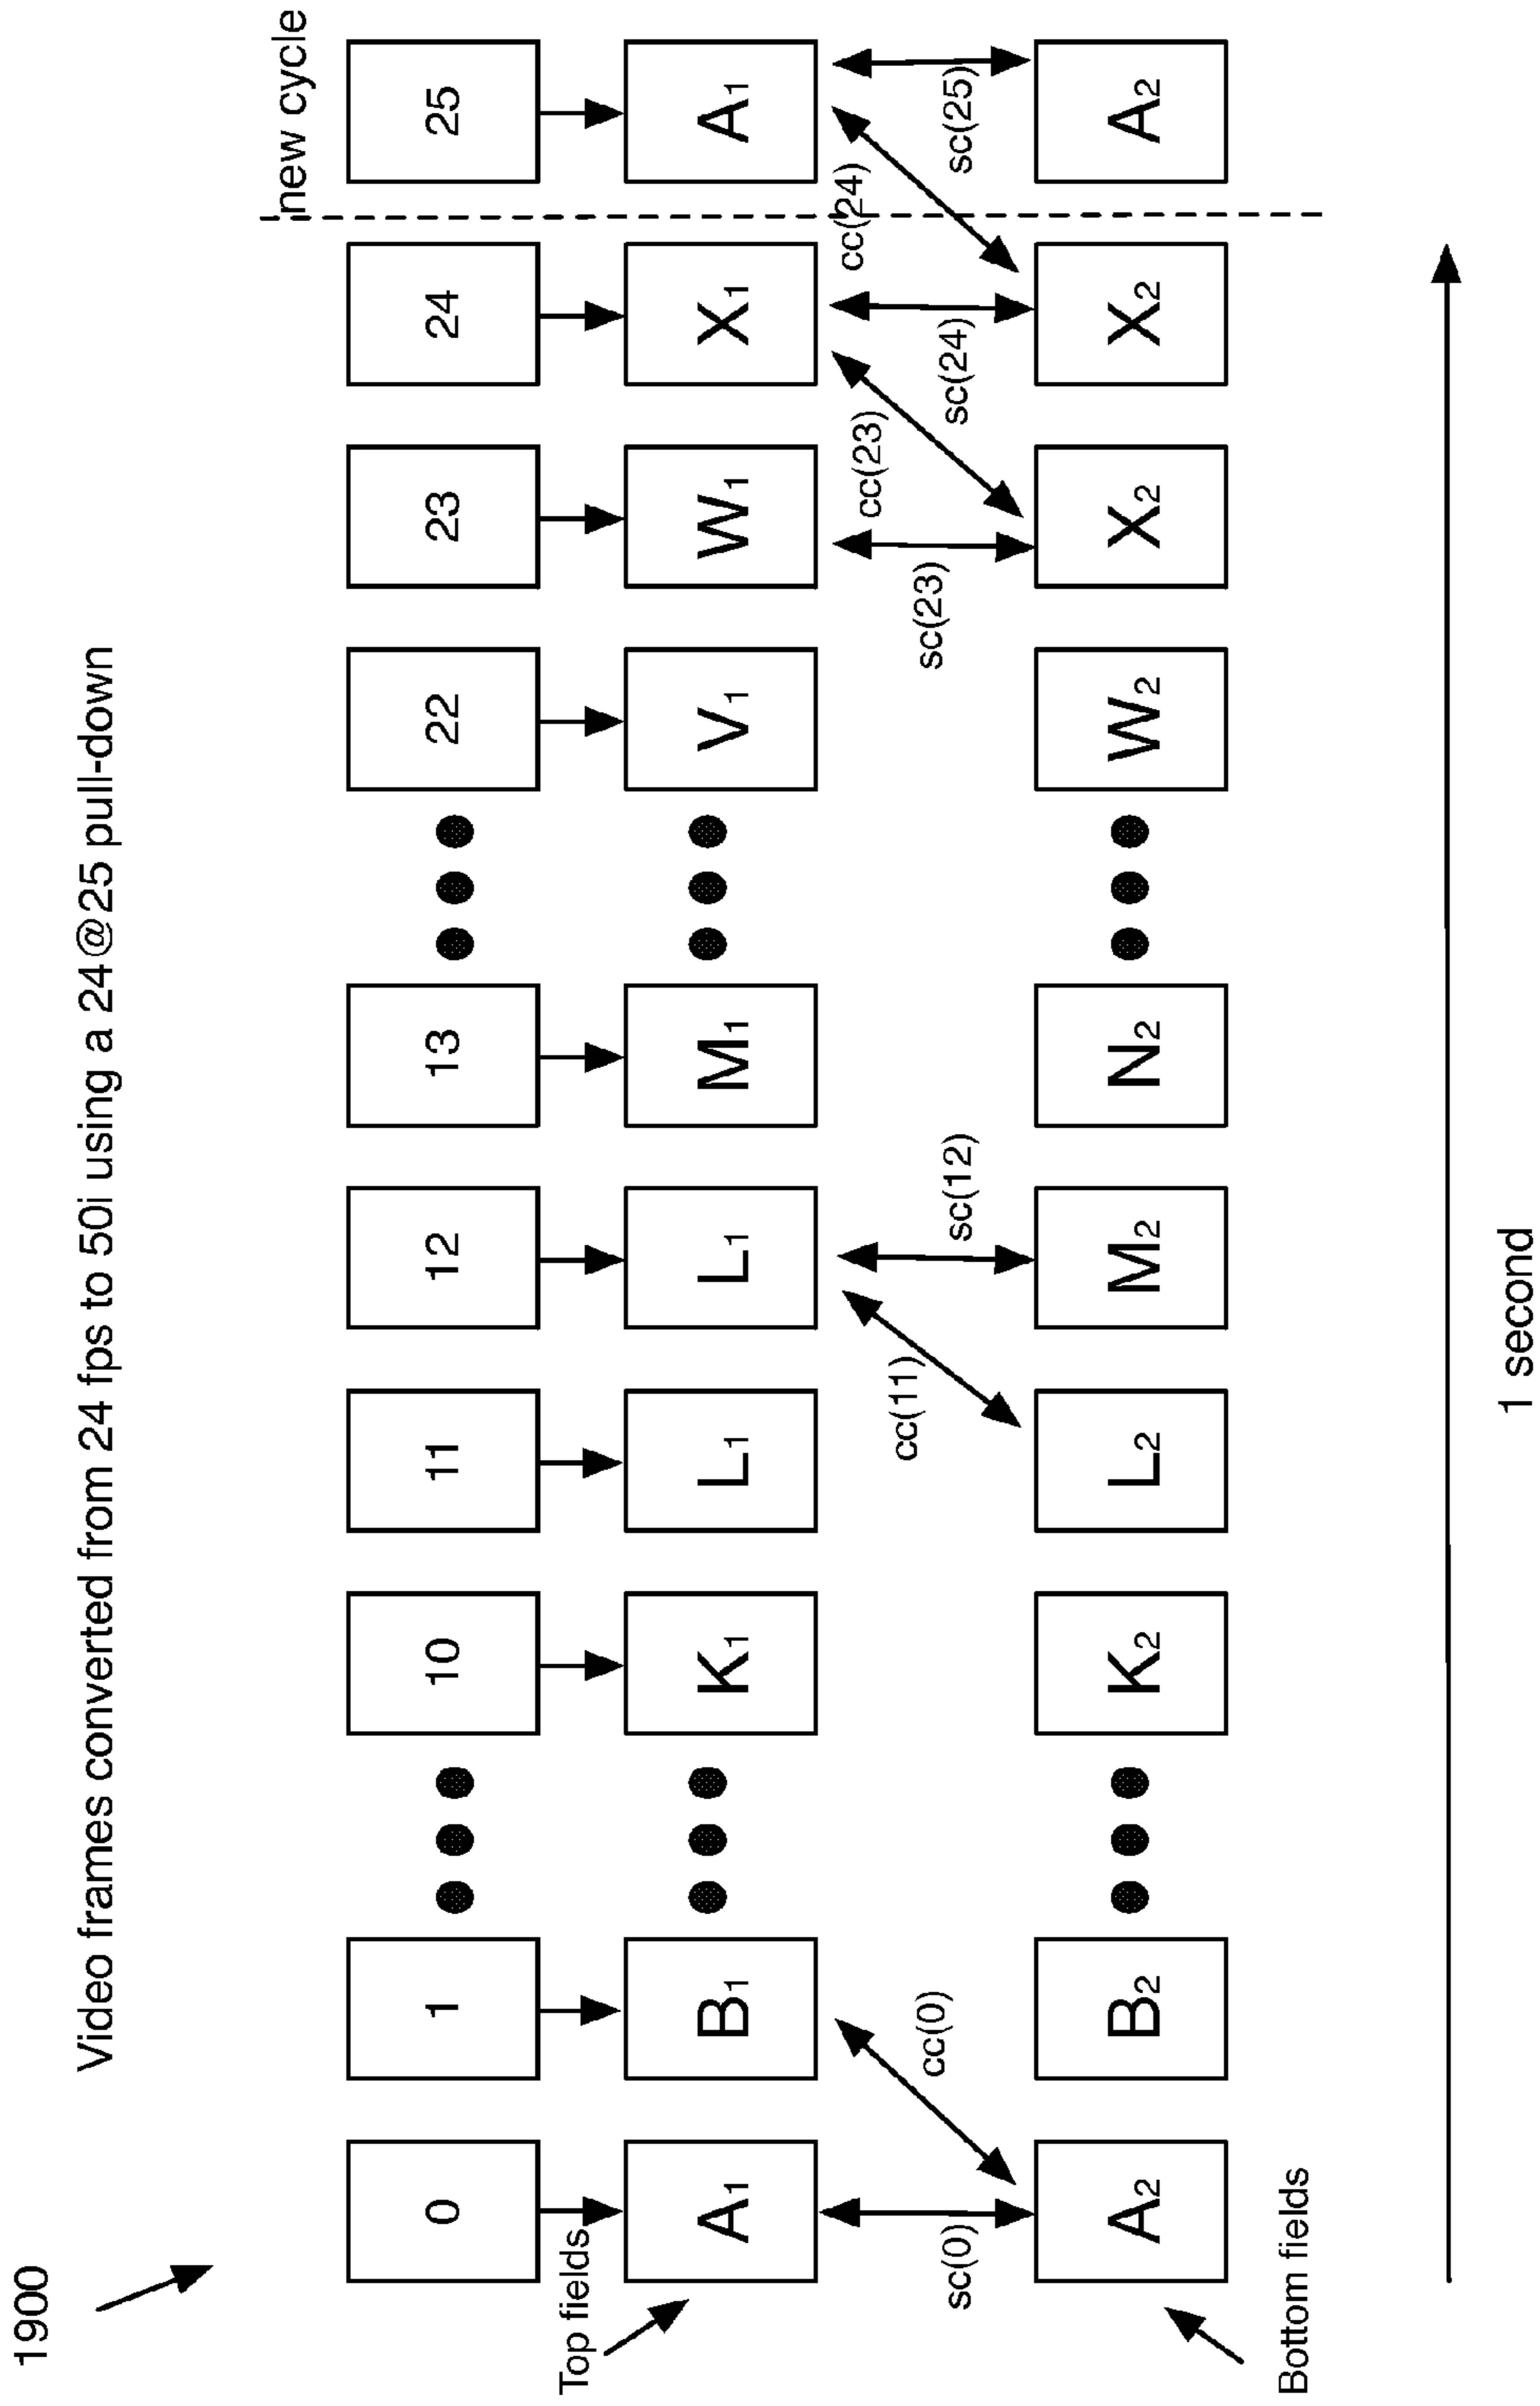 1900
Video frames converted from 24 fps to 50i using a 24@25 pull-down
new cycle
0 1 10 11 12 13 22 23 24 25
Top fields
A1 B1 K1 L1 L1 M1 V1 W1 X1 A1
sc(0) cc(0) cc(11) sc(12) sc(23) cc(23) sc(24) cc(24) sc(25)
A2 B2 K2 L2 M2 N2 W2 X2 X2 A2
Bottom fields
1 second